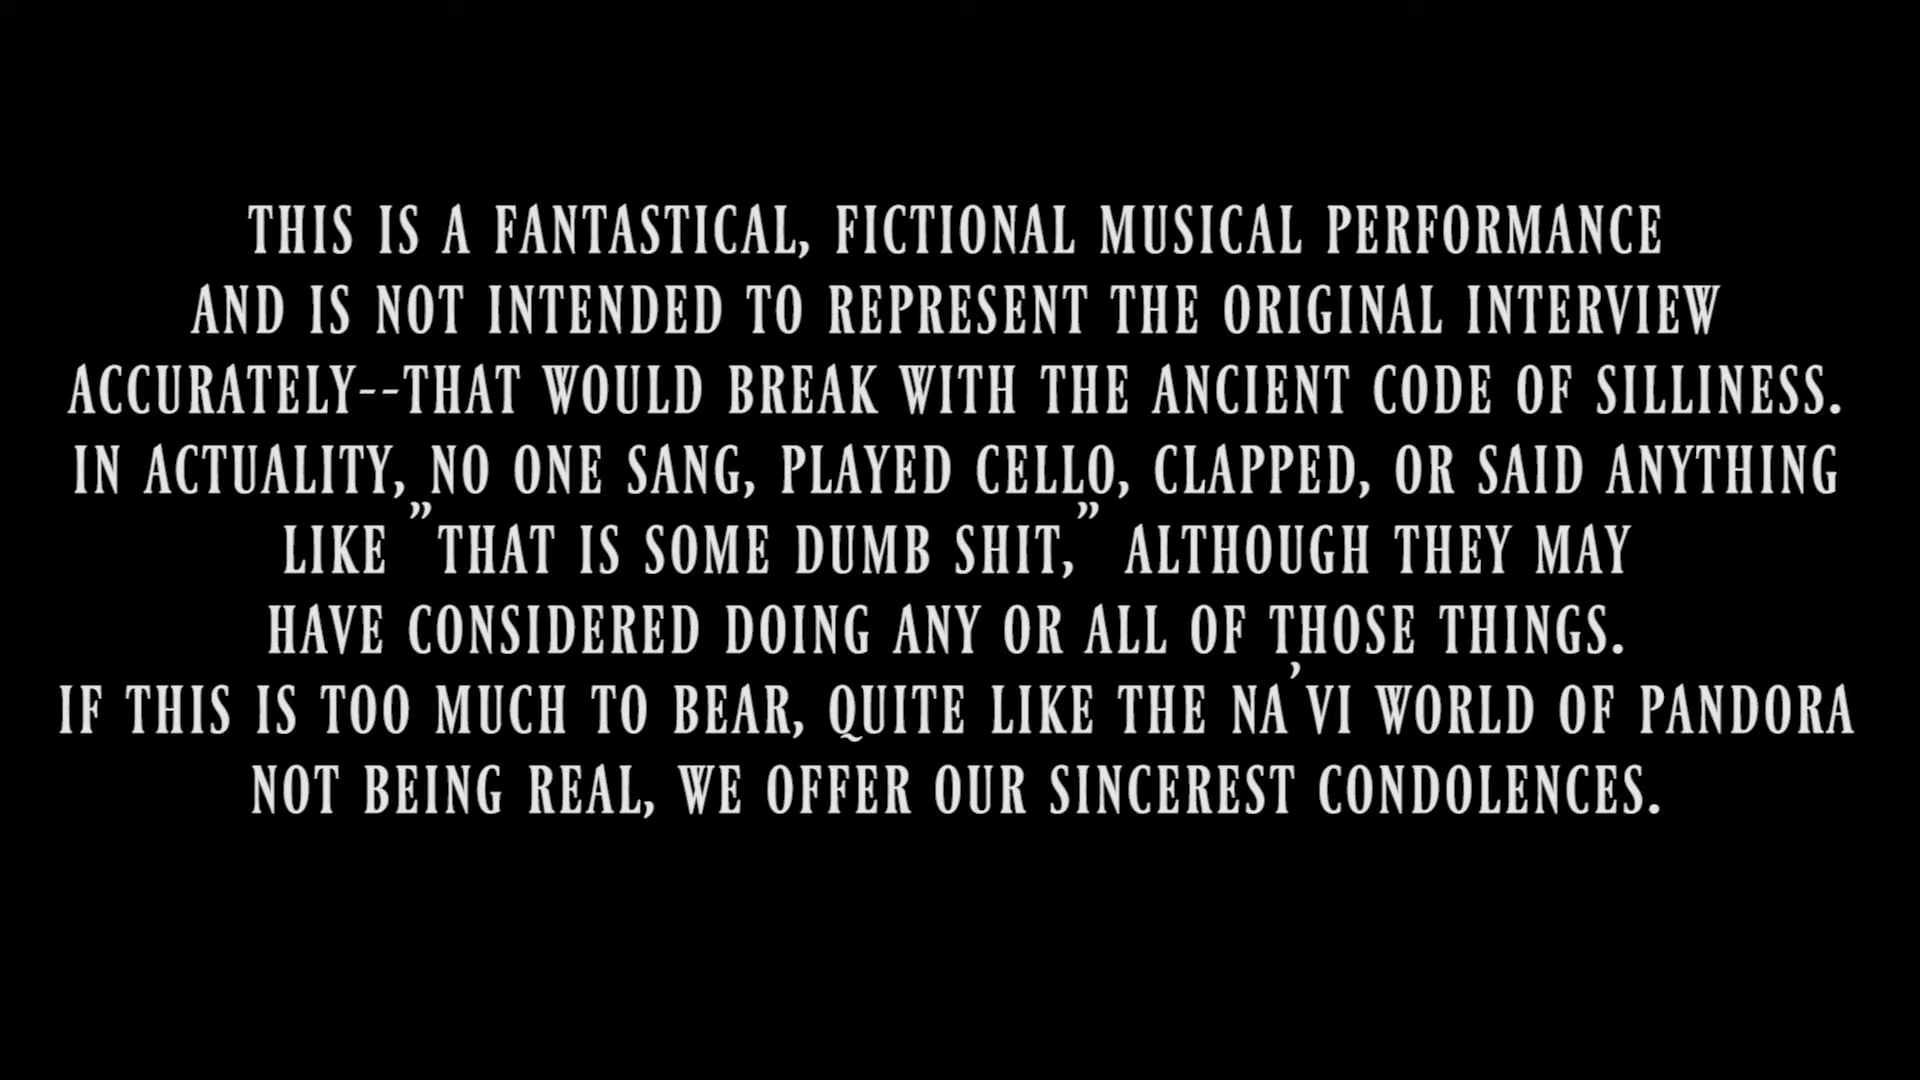 THIS IS A FANTASTICAL, FICTIONAL MUSICAL PERFORMANCE
AND IS NOT INTENDED TO REPRESENT THE ORIGINAL INTERVIEW
ACCURATELY--THAT WOULD BREAK WITH THE ANCIENT CODE OF SILLINESS.
IN ACTUALITY, NO ONE SANG, PLAYED CELLO, CLAPPED, OR SAID ANYTHING
LIKE ”THAT IS SOME DUMB SHIT,” ALTHOUGH THEY MAY
HAVE CONSIDERED DOING ANY OR ALL OF THOSE THINGS.
IF THIS IS TOO MUCH TO BEAR, QUITE LIKE THE NA’VI WORLD OF PANDORA
NOT BEING REAL, WE OFFER OUR SINCEREST CONDOLENCES.